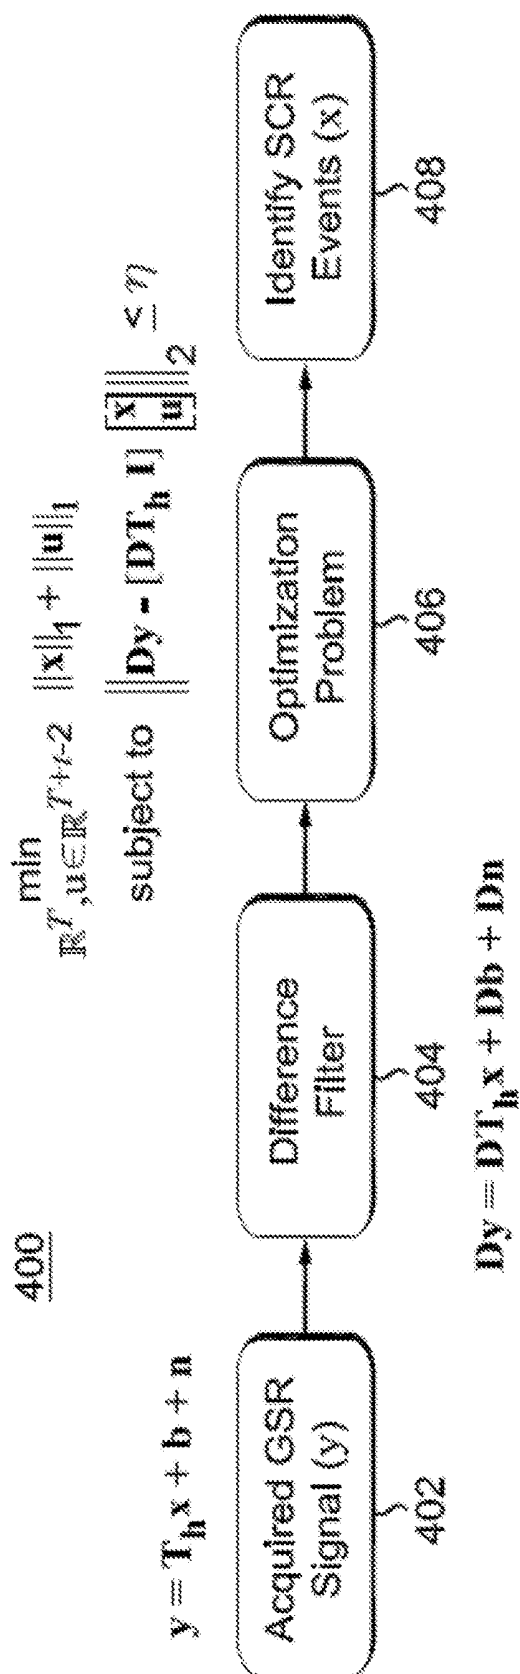 400
y = T_h x + b + n
min
ℝ^T, u∈ℝ^{T+t-2} ||x||_1 + ||u||_1
subject to || Dy - [DT_h I] [x u] ||_2 ≤ η
Acquired GSR
Signal (y)
402
Difference
Filter
404
Optimization
Problem
406
Identify SCR
Events (x)
408
Dy = DT_h x + Db + Dn